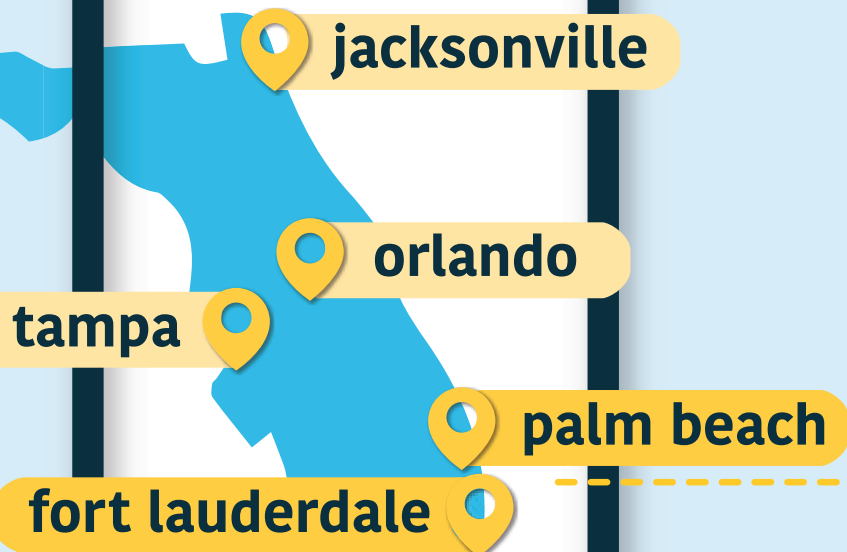 jacksonville
orlando
tampa
palm beach
fort lauderdale